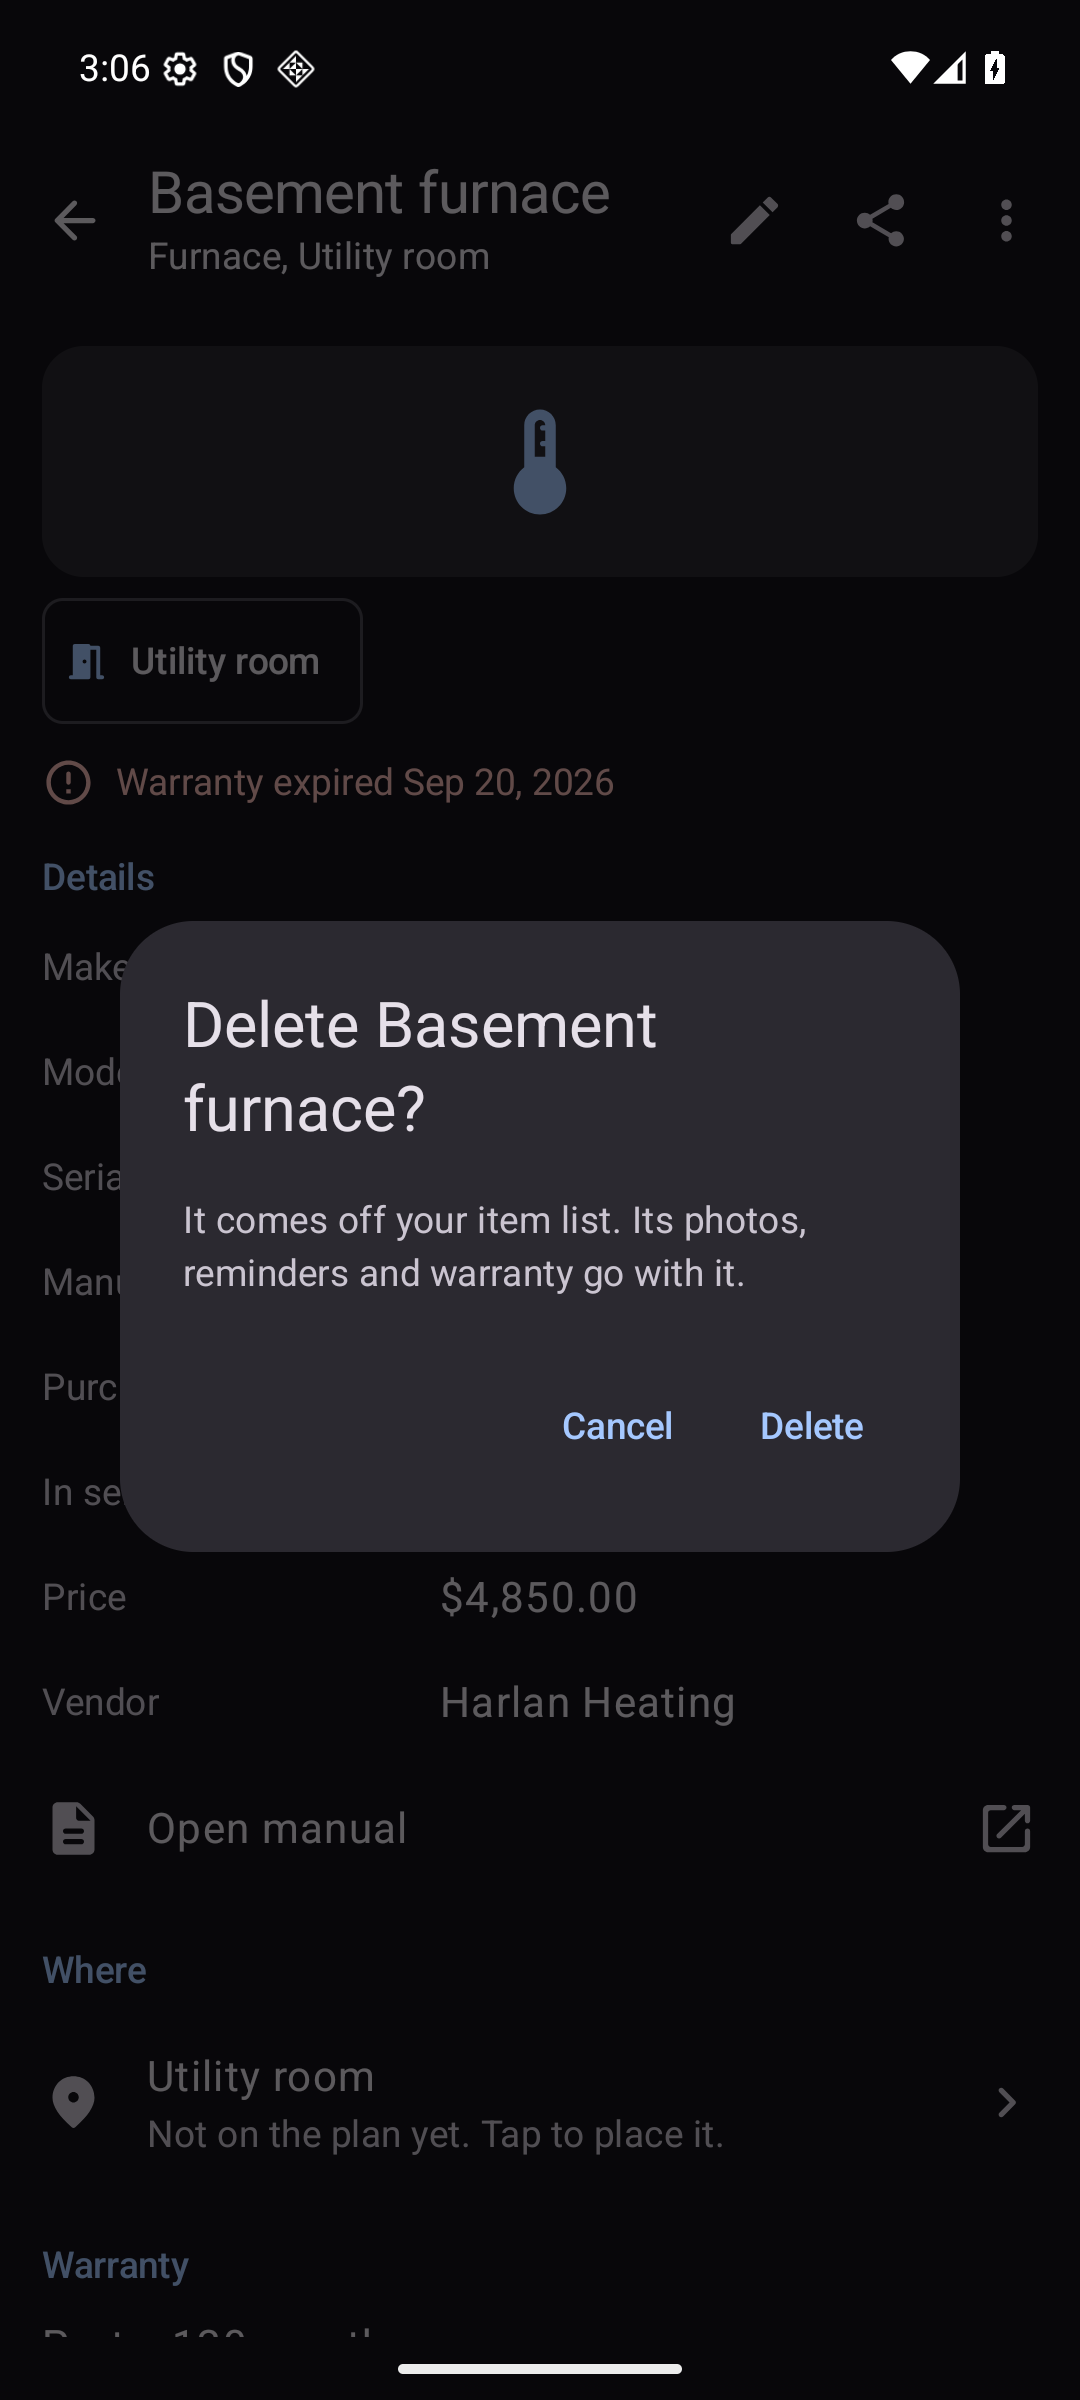 3:06
Basement furnace
Furnace, Utility room
Utility room
Warranty expired Sep 20, 2026
Details
Make
Delete Basement
furnace?
It comes off your item list. Its photos,
reminders and warranty go with it.
Cancel
Delete
Price
$4,850.00
Vendor
Harlan Heating
Open manual
Where
Utility room
Not on the plan yet. Tap to place it.
Warranty